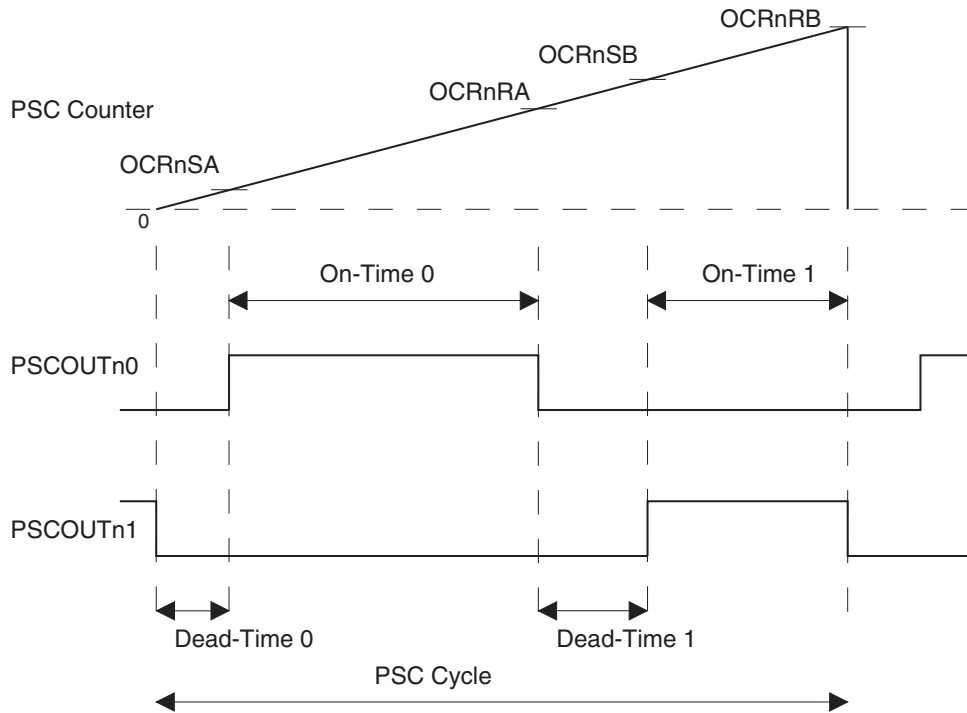 OCRnRB
OCRnSB
OCRnRA
PSC Counter
OCRnSA
0
On-Time 0
On-Time 1
PSCOUTn0
PSCOUTn1
Dead-Time 0
Dead-Time 1
PSC Cycle